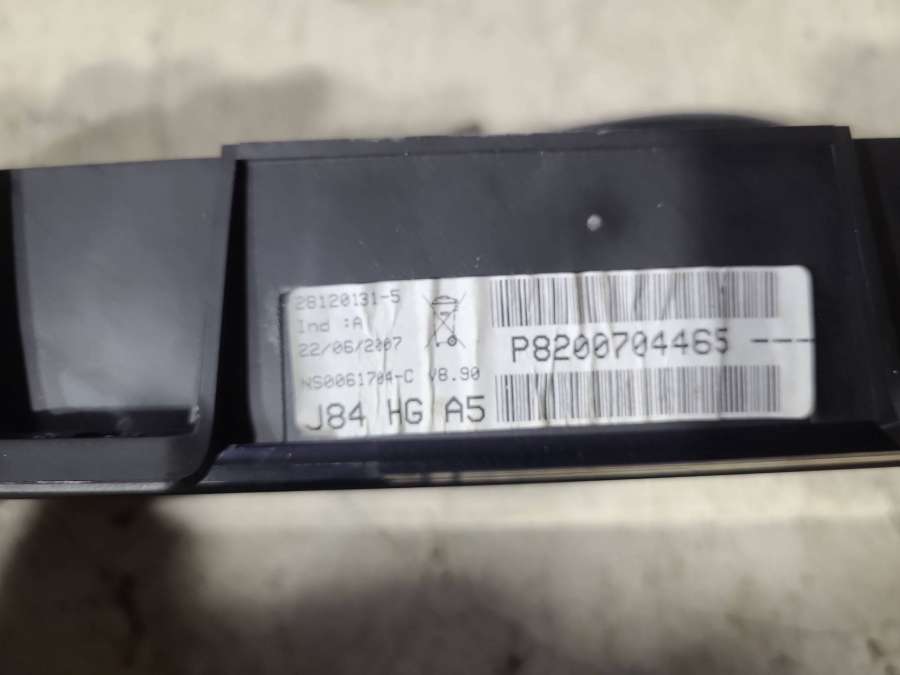 28120131-5
Ind :A
22/06/2007
NS0061704-C V8.90
J84 HG A5
P8200704465 ---